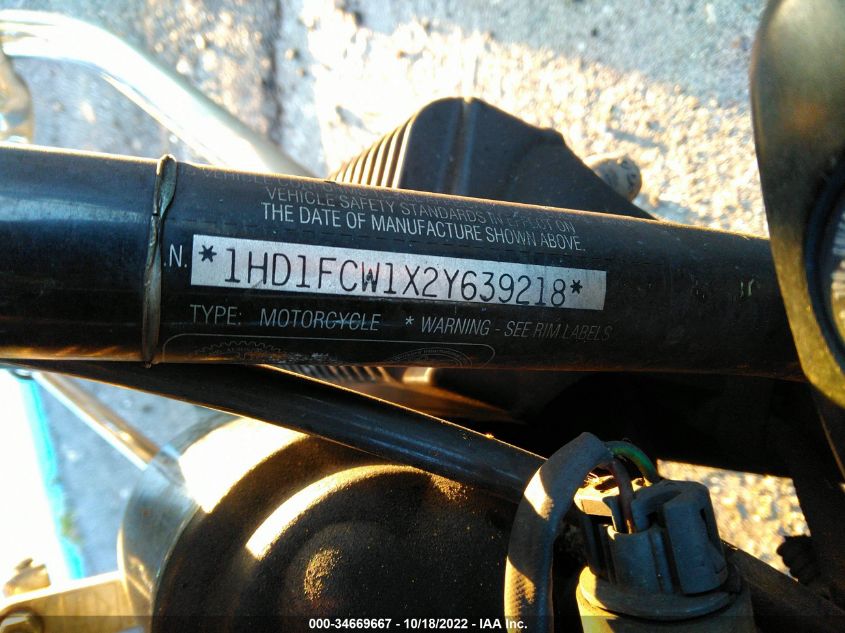 VEHICLE SAFETY STANDARDS IN EFFECT ON
THE DATE OF MANUFACTURE SHOWN ABOVE.
.N. *1HD1FCW1X2Y639218*
TYPE: MOTORCYCLE * WARNING - SEE RIM LABELS
000-34669667 - 10/18/2022 - IAA Inc.